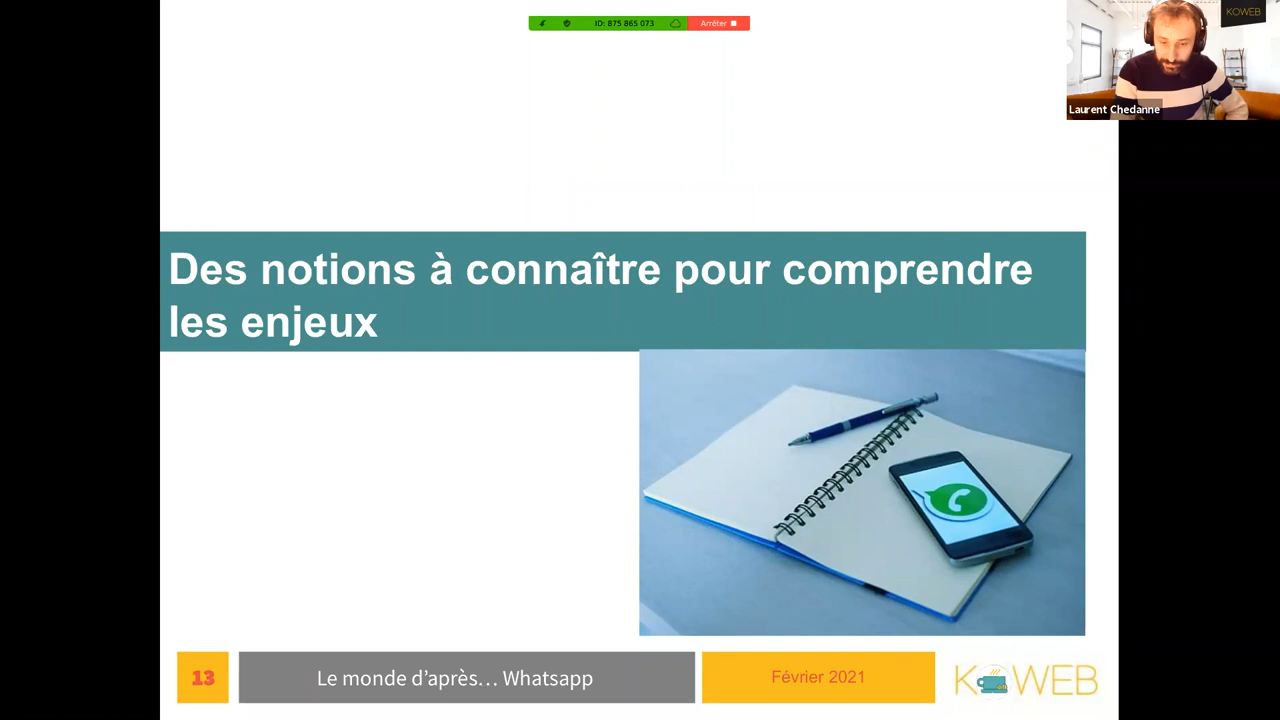 ID: 875 865 073
Arrêter
KOWEB
Laurent Chedanne
Des notions à connaître pour comprendre
les enjeux
13
Le monde d’après… Whatsapp
Février 2021
KOWEB